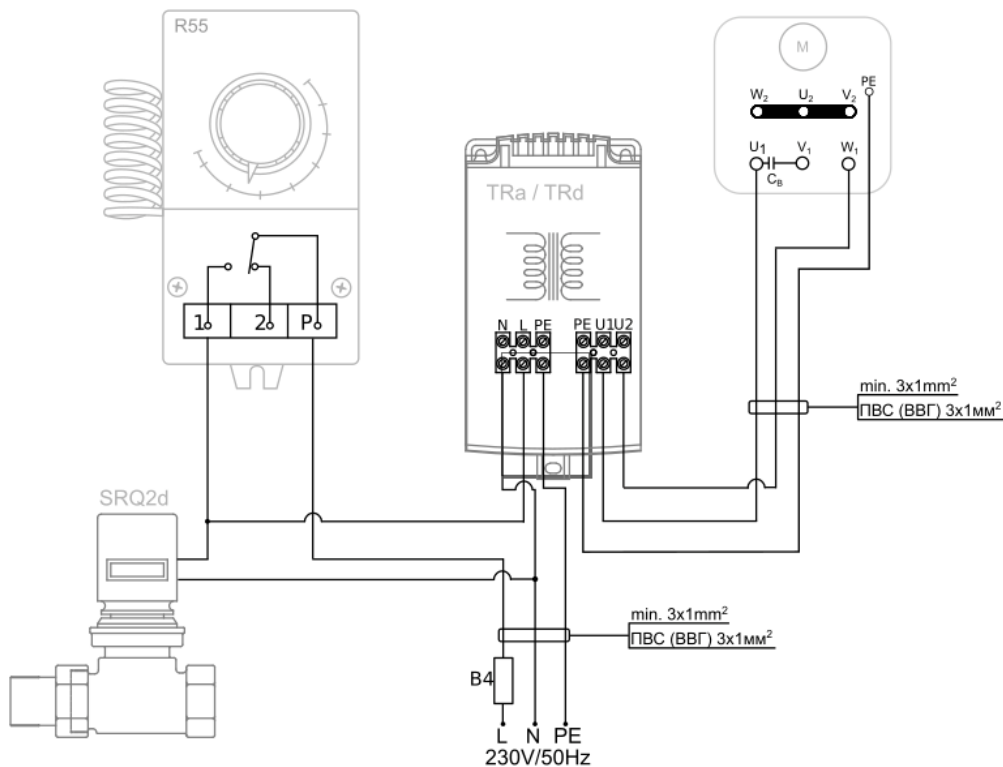 R55
M
PE
W₂ U₂ V₂
U1 V₁ W₁
C_B
TRa / TRd
1 2 P
N L PE
PE U1 U2
min. 3x1mm²
ПВС (ВВГ) 3x1мм²
SRQ2d
min. 3x1mm²
ПВС (ВВГ) 3x1мм²
B4
L N PE
230V/50Hz